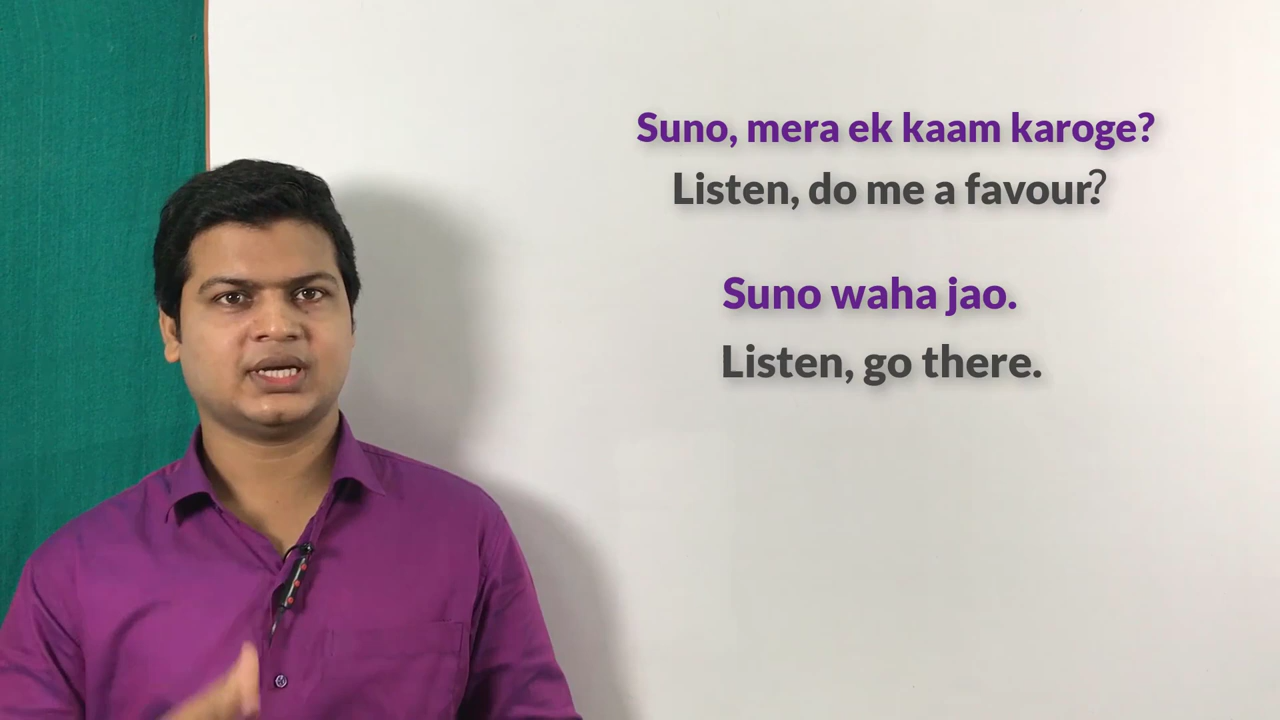 Suno, mera ek kaam karoge?
Listen, do me a favour?
Suno waha jao.
Listen, go there.